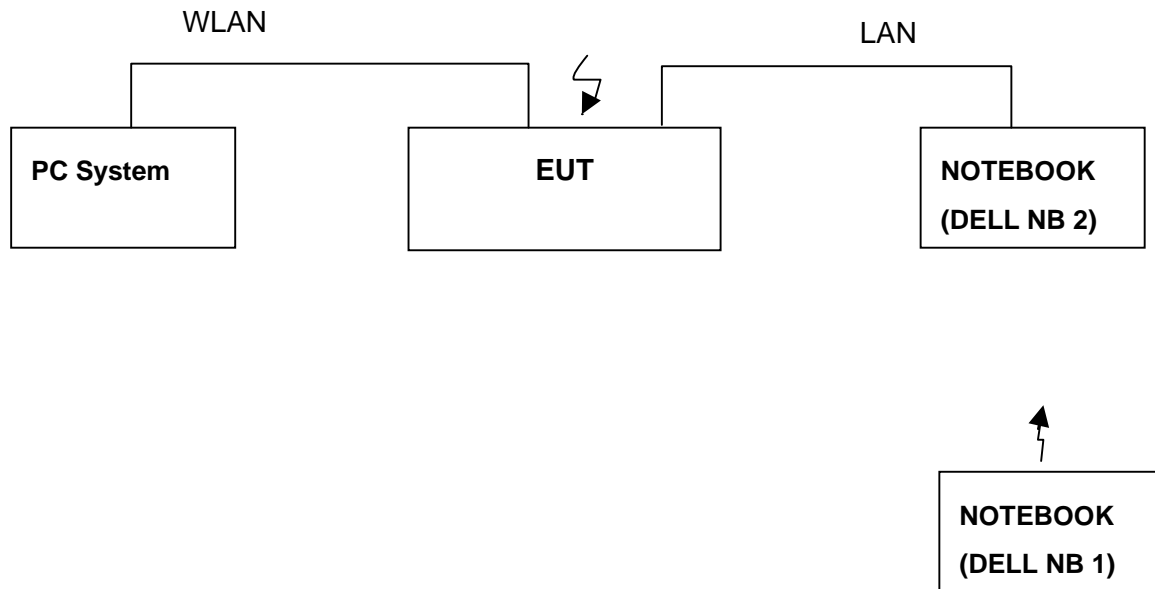 WLAN
LAN
PC System
EUT
NOTEBOOK
(DELL NB 2)
NOTEBOOK
(DELL NB 1)